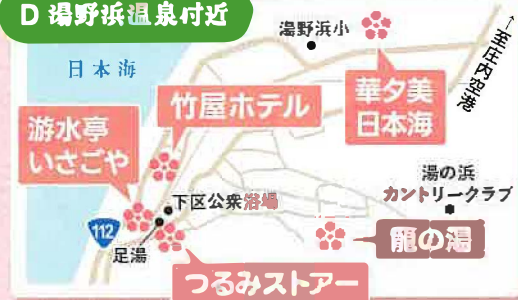 D 湯野浜温泉付近
湯野浜小
↑至庄内空港
日本海
竹屋ホテル
華夕美
日本海
游水亭
いさごや
湯の浜
カントリークラブ
下区公衆浴場
112
足湯
龍の湯
つるみストアー